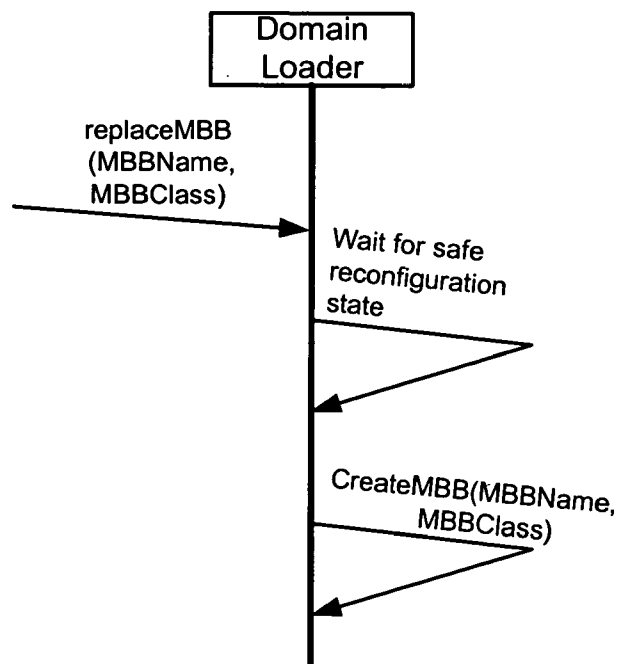 Domain
Loader
replaceMBB
(MBBName,
MBBClass)
Wait for safe
reconfiguration
state
CreateMBB(MBBName,
MBBClass)